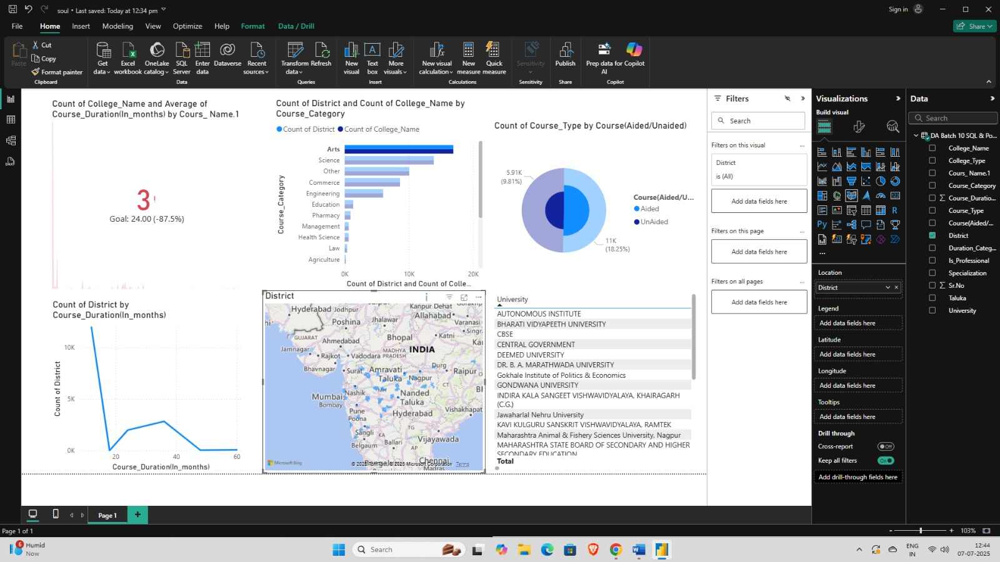 soul • Last saved: Today at 12:34 pm
Sign in
File
Home
Insert
Modeling
View
Optimize
Help
Format
Data / Drill
Share
Paste
Cut
Copy
Format painter
Clipboard
Get data
Excel workbook
OneLake catalog
SQL Server
Enter data
Dataverse
Recent sources
Data
Transform data
Refresh
Queries
New visual
Text box
More visuals
Insert
New visual calculation
New measure
Quick measure
Calculations
Sensitivity
Sensitivity
Publish
Share
Prep data for AI
Copilot
Copilot
Count of College_Name and Average of
Course_Duration(In_months) by Cours_ Name.1
3!
Goal: 24.00 (-87.5%)
Count of District and Count of College_Name by
Course_Category
Count of District
Count of College_Name
Course_Category
Arts
Science
Other
Commerce
Engineering
Education
Pharmacy
Management
Health Science
Law
Agriculture
0K
10K
20K
Count of District and Count of Colle...
Count of Course_Type by Course(Aided/Unaided)
5.91K
(9.81%)
11K
(18.25%)
Course(Aided/U...
Aided
UnAided
Count of District by
Course_Duration(In_months)
Count of District
10K
5K
0K
20
40
60
Course_Duration(In_months)
District
Hyderabad
Jodhpur
Kanpur Dehat
Poshina
Jhalawar
Allahabad
Varanasi
GUJARAT
Ahmedabad
Bhopal
Katni
Jamnagar
Rajkot
Vadodara
MADHYA PRADESH
INDIA
Bhavnagar
Surat
Amravati Taluka
Nagpur
Durg
Raipur
CT
Mumbai
Bombay
Nashik
MH
Nanded Taluka
Pune
Poona
Hyderabad
Vishakhapat
Sangli
KA
TG
Belgaum
Ballari
AP
Vijayawada
Chennai
Madras
Microsoft Bing
© 2025 TomTom, © 2025 Microsoft Corporation
Terms
University
AUTONOMOUS INSTITUTE
BHARATI VIDYAPEETH UNIVERSITY
CBSE
CENTRAL GOVERNMENT
DEEMED UNIVERSITY
DR. B. A. MARATHWADA UNIVERSITY
Gokhale Institute of Politics & Economics
GONDWANA UNIVERSITY
INDIRA KALA SANGEET VISHWAVIDYALAYA, KHAIRAGARH
(C.G.)
Jawaharlal Nehru University
KAVI KULGURU SANSKRIT VISHWAVIDYALAYA, RAMTEK
Maharashtra Animal & Fishery Sciences University, Nagpur
MAHARASHTRA STATE BOARD OF SECONDARY AND HIGHER
SECONDARY EDUCATION
Total
Filters
Search
Filters on this visual
...
District
is (All)
Add data fields here
Filters on this page
...
Add data fields here
Filters on all pages
...
Add data fields here
Visualizations
Build visual
R
Py
...
Location
District
Legend
Add data fields here
Latitude
Add data fields here
Longitude
Add data fields here
Tooltips
Add data fields here
Drill through
Cross-report
Off
Keep all filters
On
Add drill-through fields here
Data
Search
DA Batch 10 SQL & Po...
College_Name
College_Type
Cours_ Name.1
Course_Category
Course_Duratio...
Course_Type
Course(Aided/...
District
Duration_Categ...
Is_Professional
Specialization
Sr.No
Taluka
University
Page 1
Page 1 of 1
103%
6
Humid
Now
Search
ENG
IN
12:44
07-07-2025